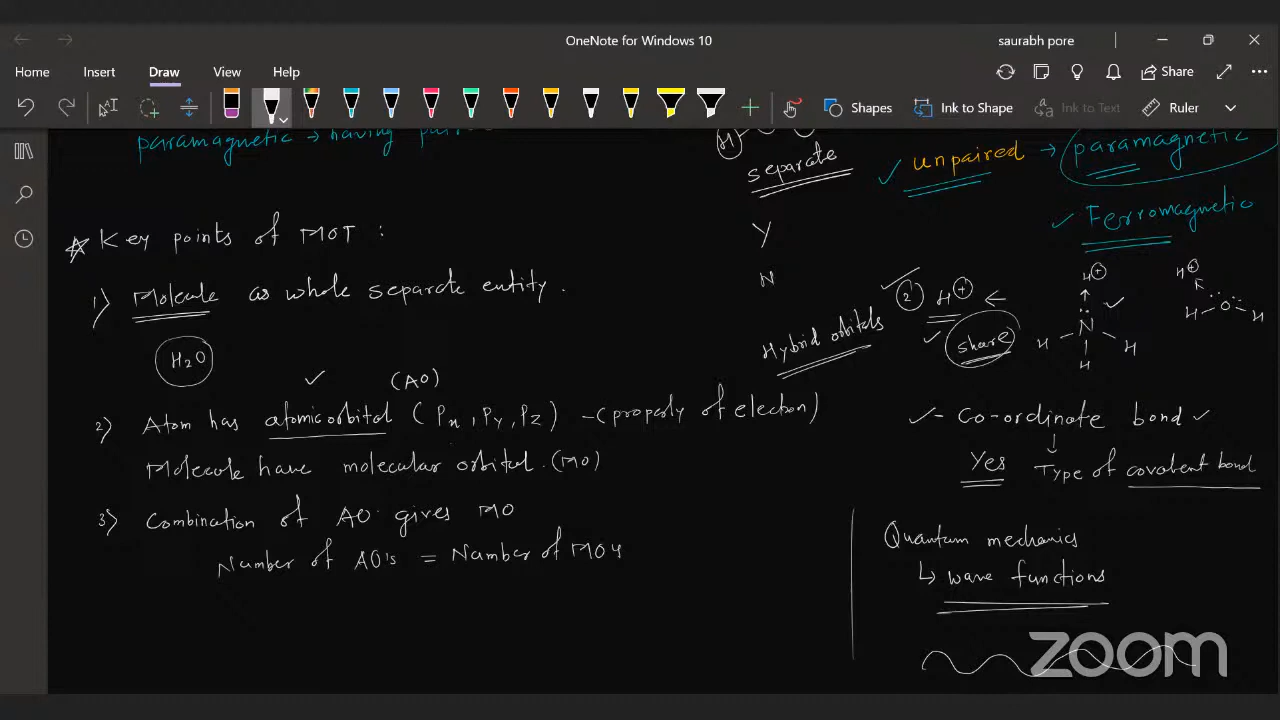 OneNote for Windows 10
saurabh pore
Home Insert Draw View Help
Share
Shapes
Ink to Shape
Ink to Text
Ruler
paramagnetic → having
H
separate
✓ unpaired → paramagnetic
✓ Ferromagnetic
Y
N
☆ Key points of MOT :
1) Molecule as whole separate entity .
H2O
✓ (AO)
2) Atom has atomic orbital ( Px , Py , Pz ) - (property of electron)
Molecule have molecular orbital. (MO)
3) Combination of AO gives MO
Number of AO's = Number of MO's
Hybrid orbitals
2 H+ ←
✓ share
H+
H N H
H
✓
H+
H - O - H
✓ - Co-ordinate bond ✓
↓
Yes Type of covalent bond
Quantum mechanics
↳ wave functions
zoom